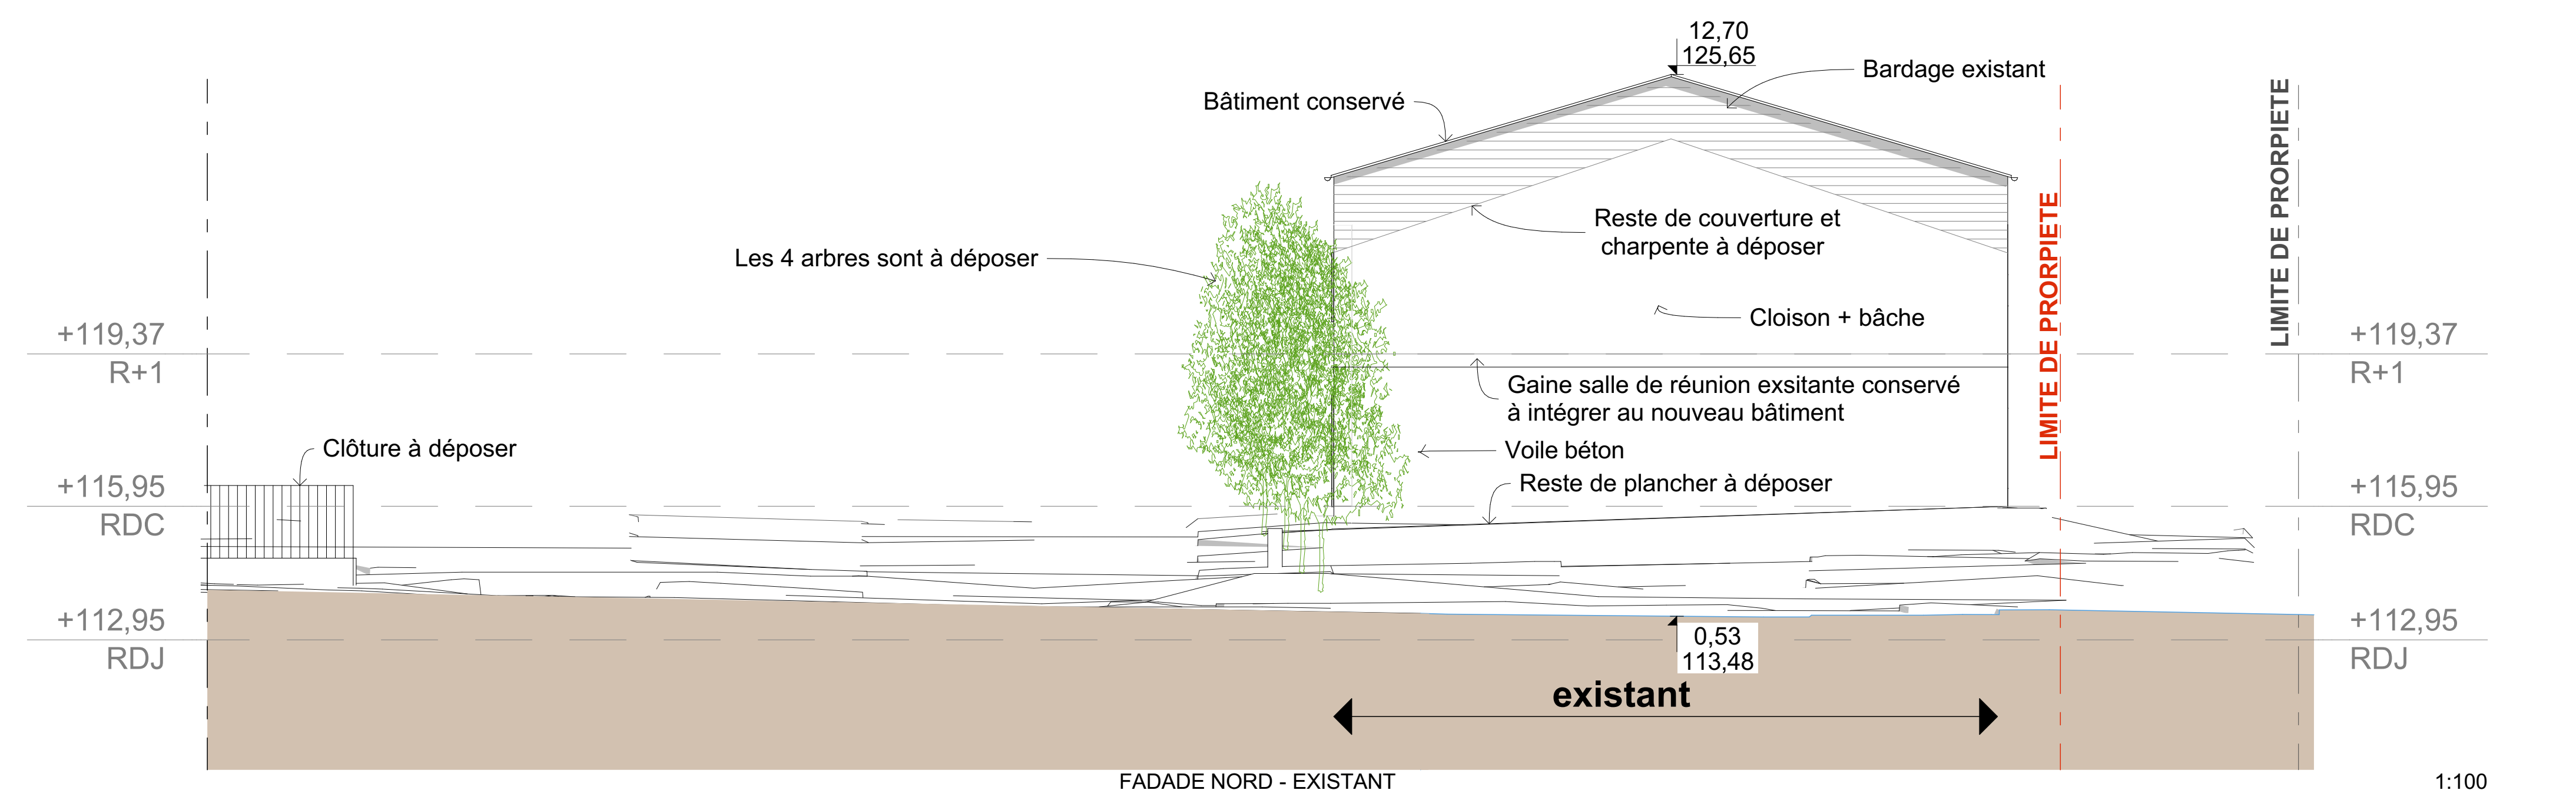 12,70
125,65
Bardage existant
Bâtiment conservé
LIMITE DE PRORPIETE
LIMITE DE PRORPIETE
Reste de couverture et
charpente à déposer
Les 4 arbres sont à déposer
Cloison + bâche
+119,37
R+1
+119,37
R+1
Gaine salle de réunion exsitante conservé
à intégrer au nouveau bâtiment
Clôture à déposer
Voile béton
Reste de plancher à déposer
+115,95
RDC
+115,95
RDC
+112,95
RDJ
0,53
113,48
+112,95
RDJ
existant
FADADE NORD - EXISTANT
1:100